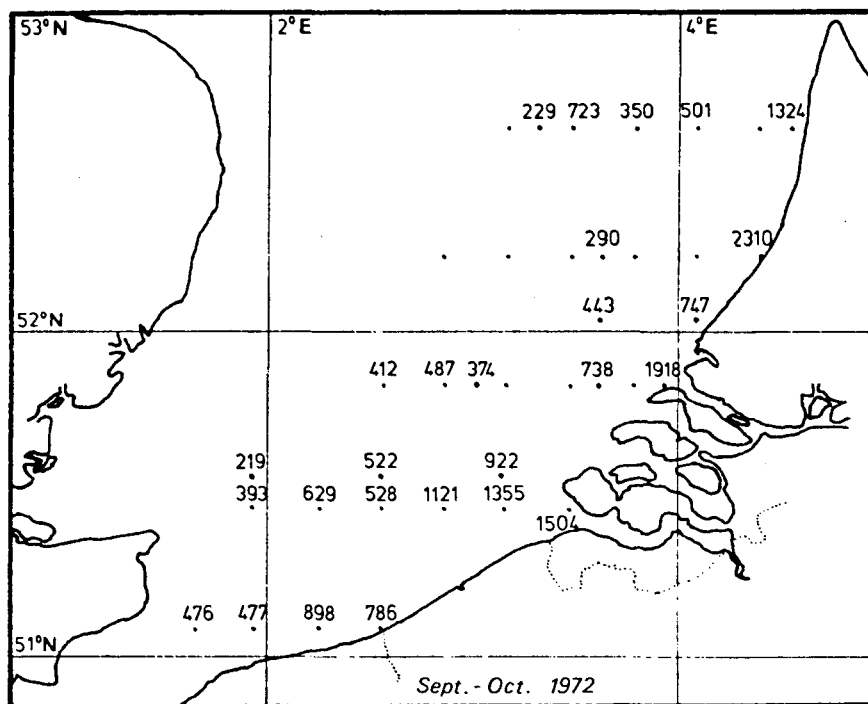 53°N 2°E 4°E
229 723 350 501 1324
290 2310
443 747
52°N
412 487 374 738 1918
219 522 922
393 629 528 1121 1355
1504
476 477 898 786
51°N
Sept.-Oct. 1972